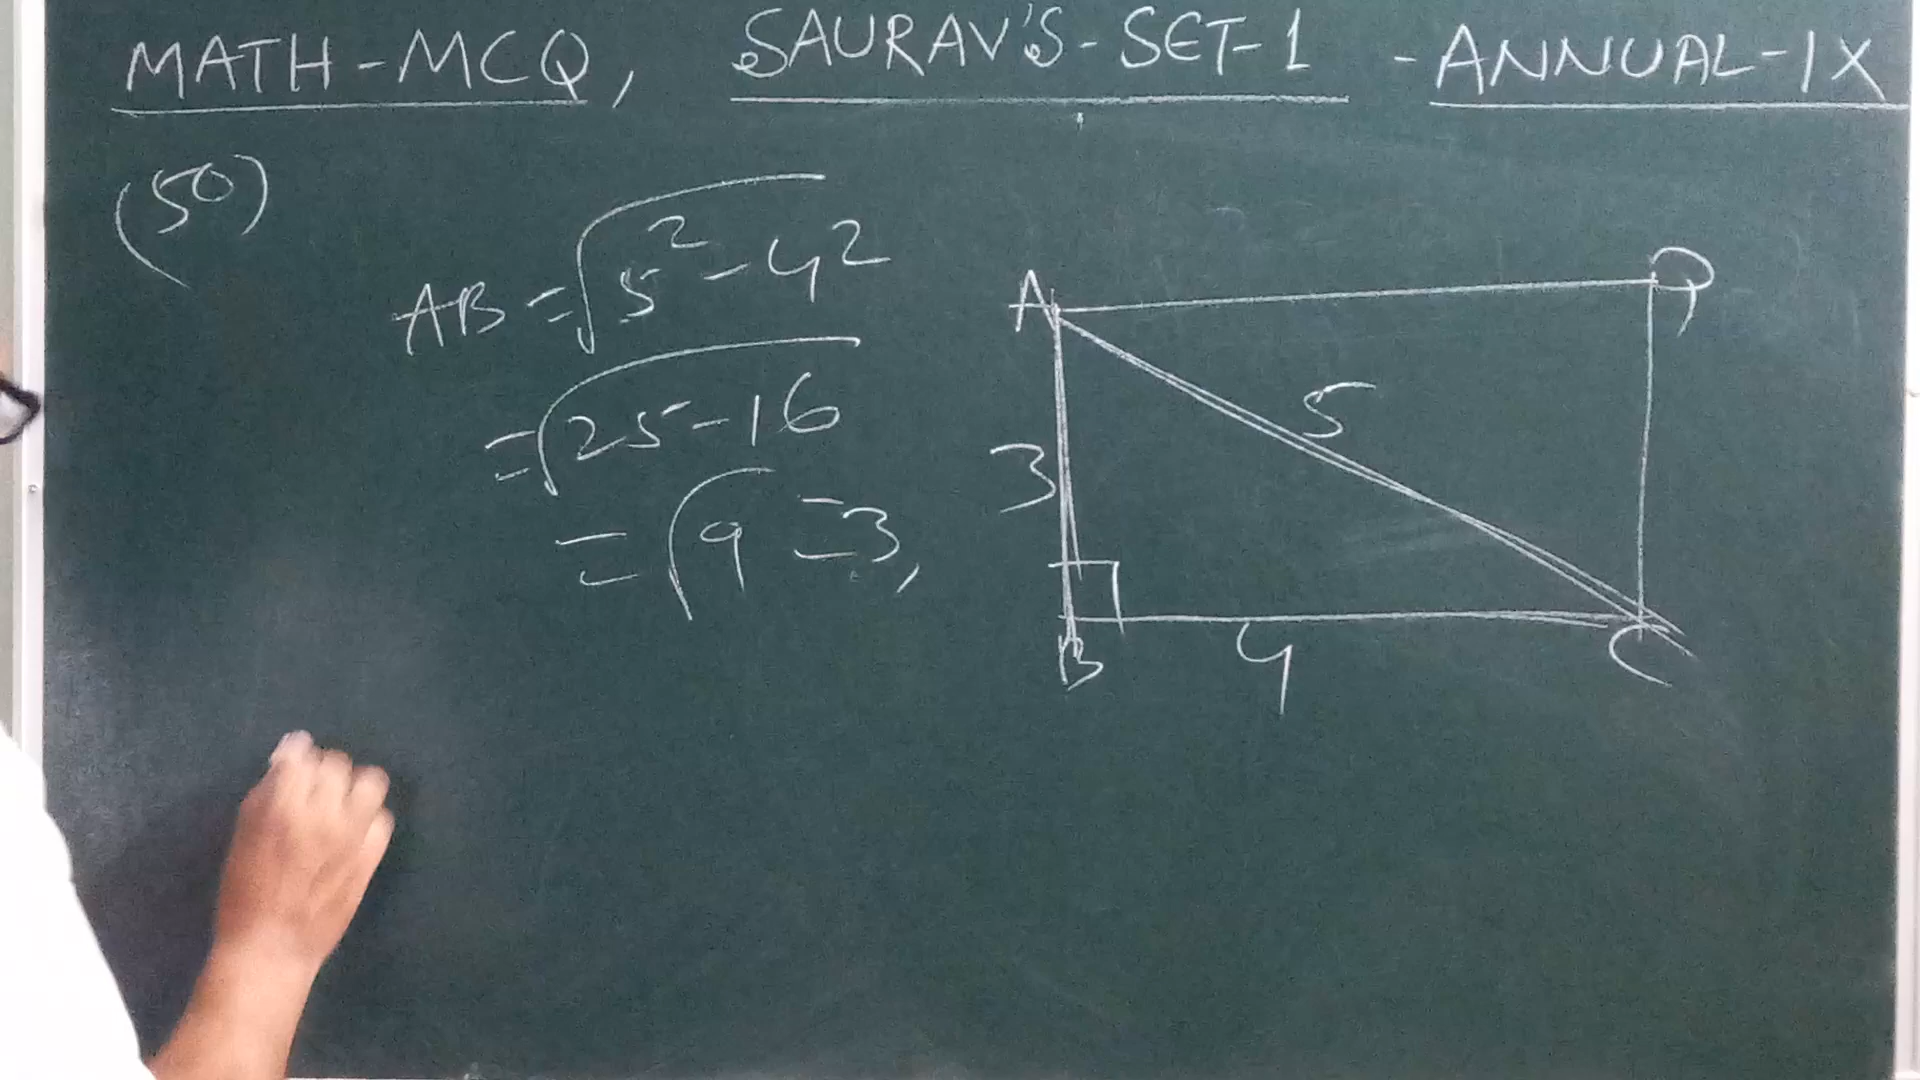 MATH-MCQ, SAURAV'S-SET-1 -ANNUAL-IX
(50)
AB = √5² - 4²
= √25-16
= √9 = 3,
A
D
5
3
B
4
C